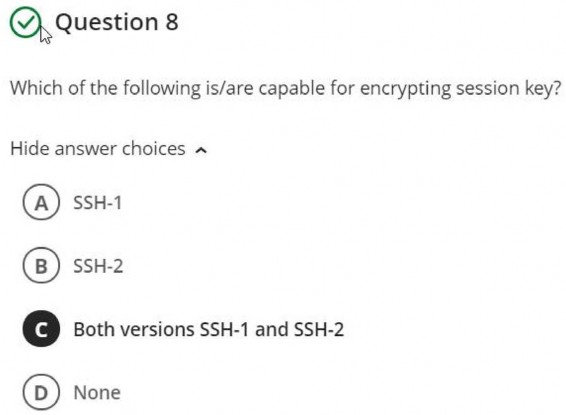 Question 8
Which of the following is/are capable for encrypting session key?
Hide answer choices
A SSH-1
B SSH-2
C Both versions SSH-1 and SSH-2
D None